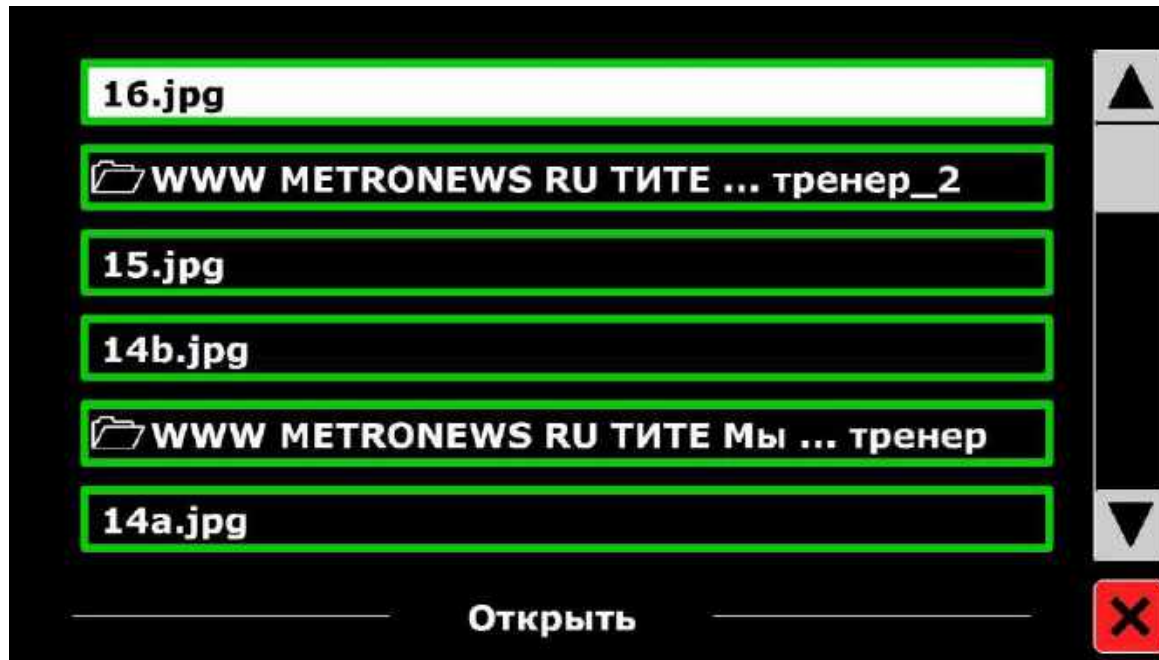 16.jpg
WWW METRONEWS RU ТИТЕ ... тренер_2
15.jpg
14b.jpg
WWW METRONEWS RU ТИТЕ Мы ... тренер
14a.jpg
Открыть